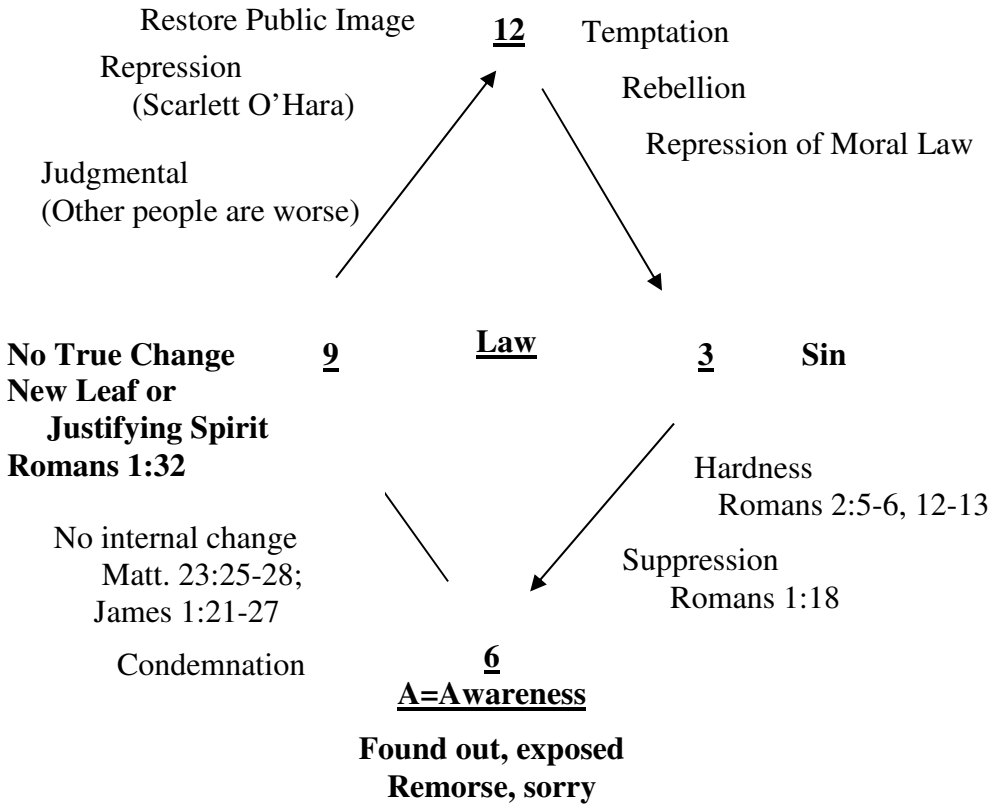 Restore Public Image
12
Temptation
Repression
(Scarlett O’Hara)
Rebellion
Repression of Moral Law
Judgmental
(Other people are worse)
No True Change
New Leaf or
Justifying Spirit
Romans 1:32
9
Law
3
Sin
Hardness
Romans 2:5-6, 12-13
Suppression
Romans 1:18
No internal change
Matt. 23:25-28;
James 1:21-27
Condemnation
6
A=Awareness
Found out, exposed
Remorse, sorry